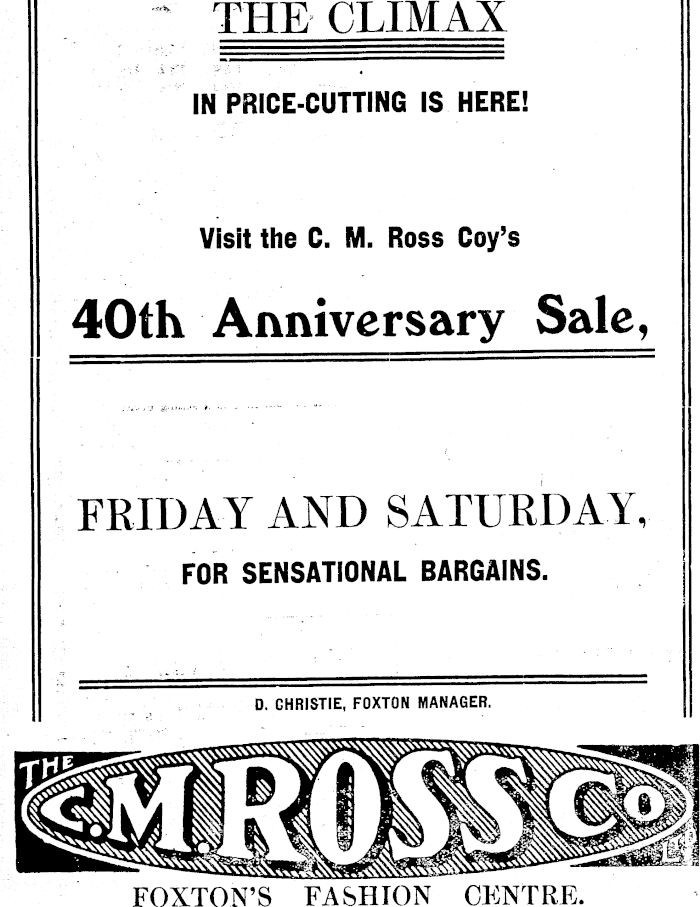 THE CLIMAX
IN PRICE-CUTTING IS HERE!
Visit the C. M. Ross Coy's
40th Anniversary Sale,
FRIDAY AND SATURDAY,
FOR SENSATIONAL BARGAINS.
D. CHRISTIE, FOXTON MANAGER.
THE
C.M. ROSS Co
LTD
FOXTON'S FASHION CENTRE.